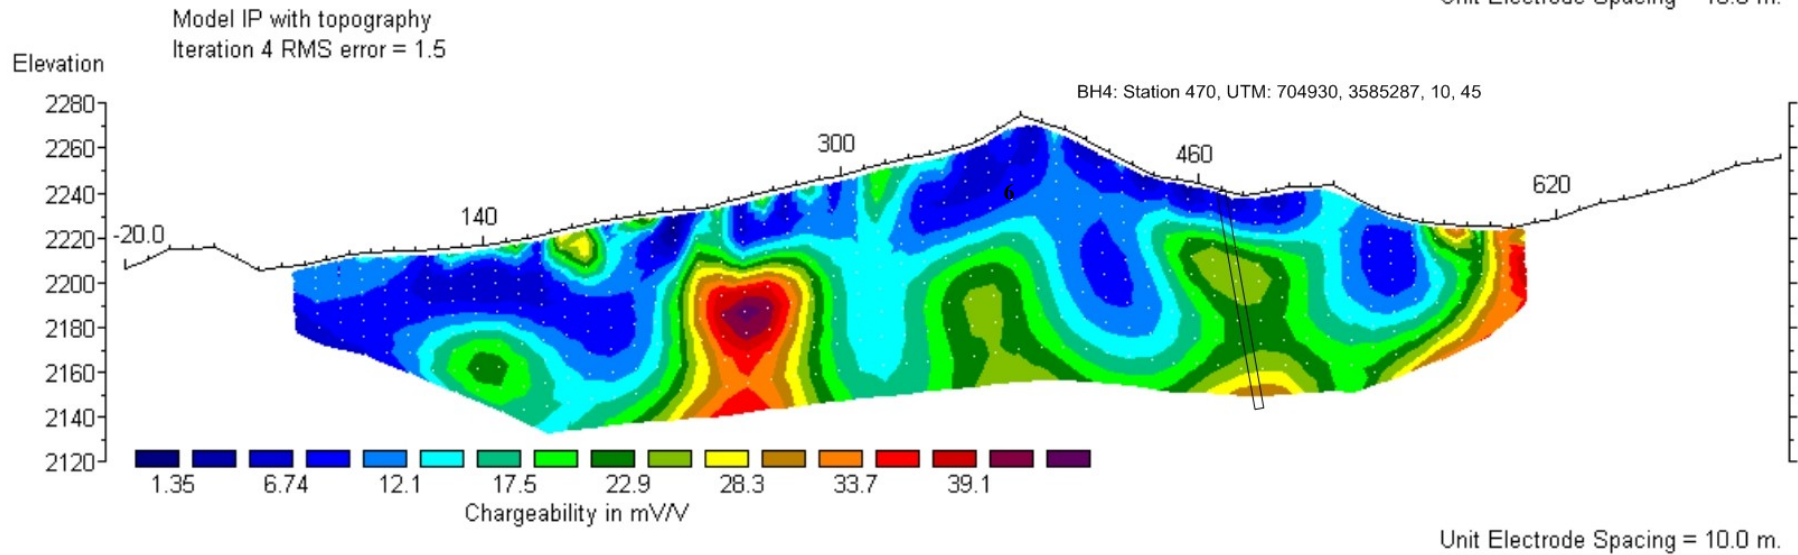 Model IP with topography
Iteration 4 RMS error = 1.5
Elevation
BH4: Station 470, UTM: 704930, 3585287, 10, 45
2280
2260
2240
2220
2200
2180
2160
2140
2120
-20.0
140
300
460
620
6
1.35 6.74 12.1 17.5 22.9 28.3 33.7 39.1
Chargeability in mV/V
Unit Electrode Spacing = 10.0 m.